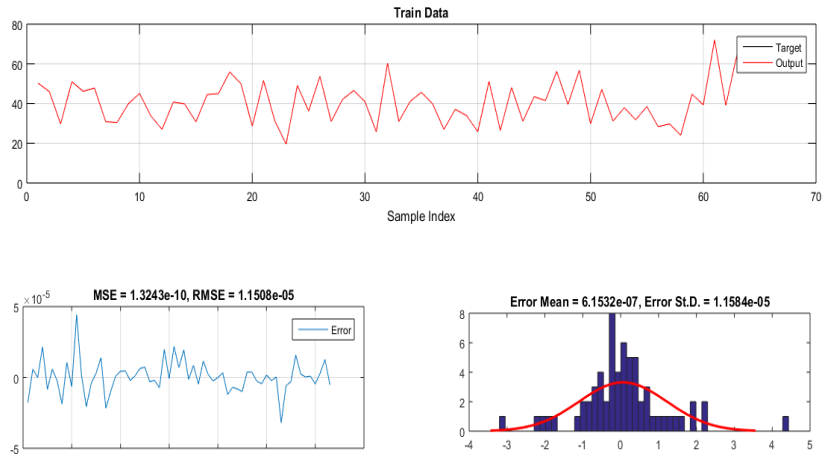 Train Data
80
60
40
20
0
Target
Output
0 10 20 30 40 50 60 70
Sample Index
MSE = 1.3243e-10, RMSE = 1.1508e-05
5 ×10-5
0
-5
Error
Error Mean = 6.1532e-07, Error St.D. = 1.1584e-05
8
6
4
2
0
-4 -3 -2 -1 0 1 2 3 4 5